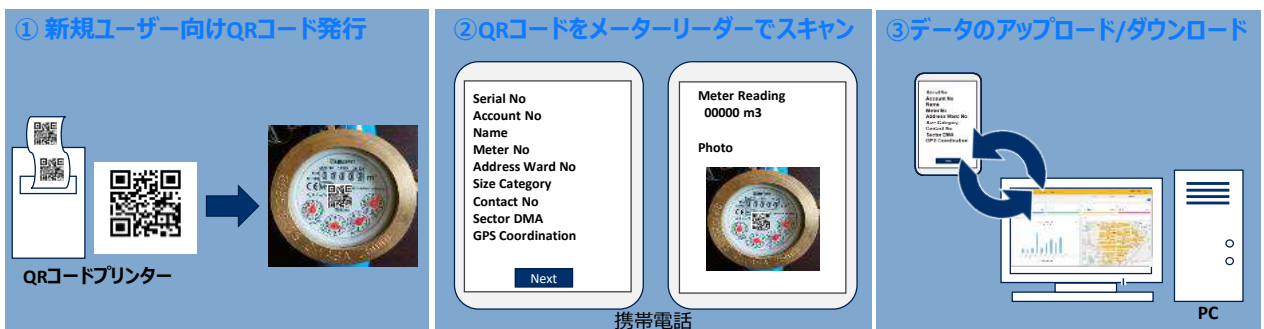 ① 新規ユーザー向けQRコード発行
QRコードプリンター
②QRコードをメーターリーダーでスキャン
Serial No
Account No
Name
Meter No
Address Ward No
Size Category
Contact No
Sector DMA
GPS Coordination
Next
Meter Reading
00000 m3
Photo
携帯電話
③データのアップロード/ダウンロード
Serial No
Account No
Name
Meter No
Address Ward No
Size Category
Contact No
Sector DMA
GPS Coordination
PC